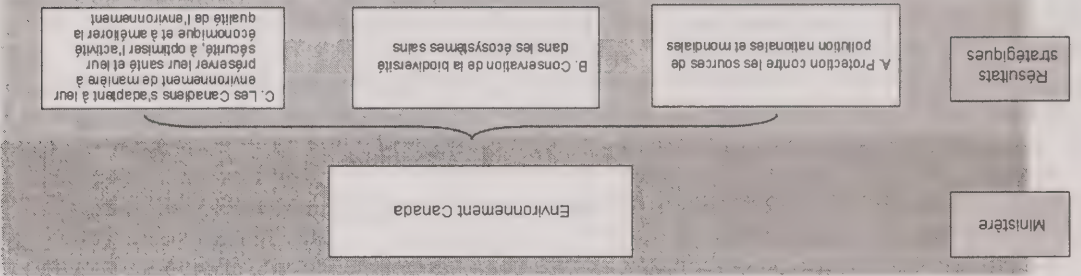 Ministère
Environnement Canada
Résultats
stratégiques
A. Protection contre les sources de
pollution nationales et mondiales
B. Conservation de la biodiversité
dans les écosystèmes sains
C. Les Canadiens s'adaptent à leur
environnement de manière à
préserver leur santé et leur
sécurité, à optimiser l'activité
économique et à améliorer la
qualité de l'environnement